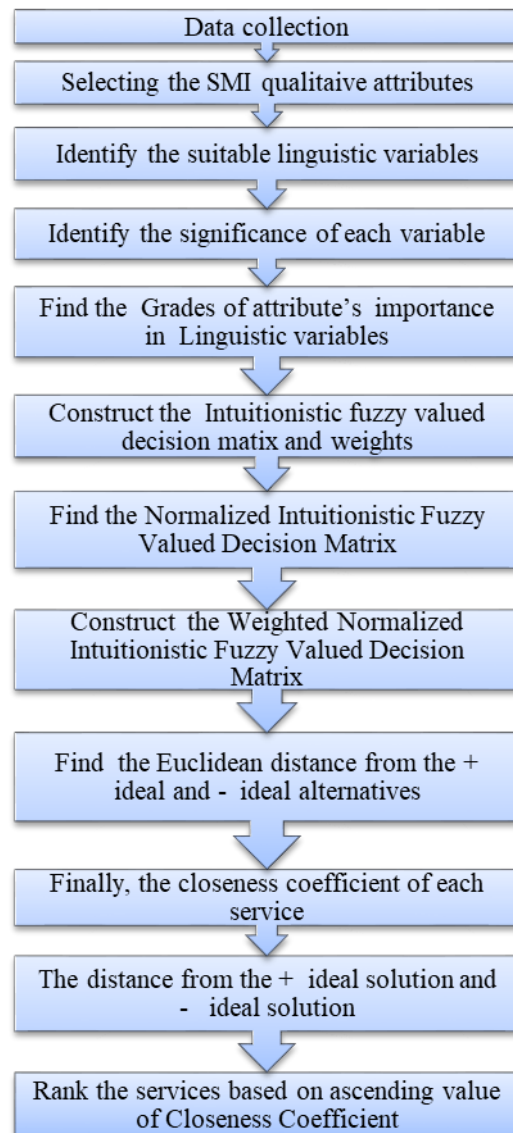 Data collection
Selecting the SMI qualitaive attributes
Identify the suitable linguistic variables
Identify the significance of each variable
Find the Grades of attribute's importance
in Linguistic variables
Construct the Intuitionistic fuzzy valued
decision matix and weights
Find the Normalized Intuitionistic Fuzzy
Valued Decision Matrix
Construct the Weighted Normalized
Intuitionistic Fuzzy Valued Decision
Matrix
Find the Euclidean distance from the +
ideal and - ideal alternatives
Finally, the closeness coefficient of each
service
The distance from the + ideal solution and
- ideal solution
Rank the services based on ascending value
of Closeness Coefficient